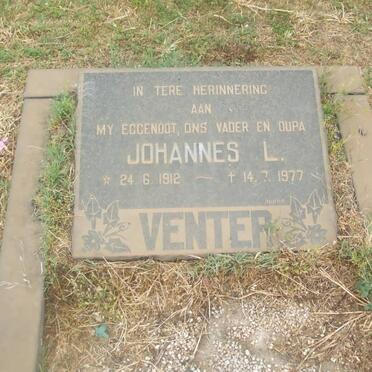 IN TERE HERINNERING
AAN
MY EGGENOOT, ONS VADER EN OUPA
JOHANNES L.
* 24.6.1912 — † 14.7.1977
VENTER